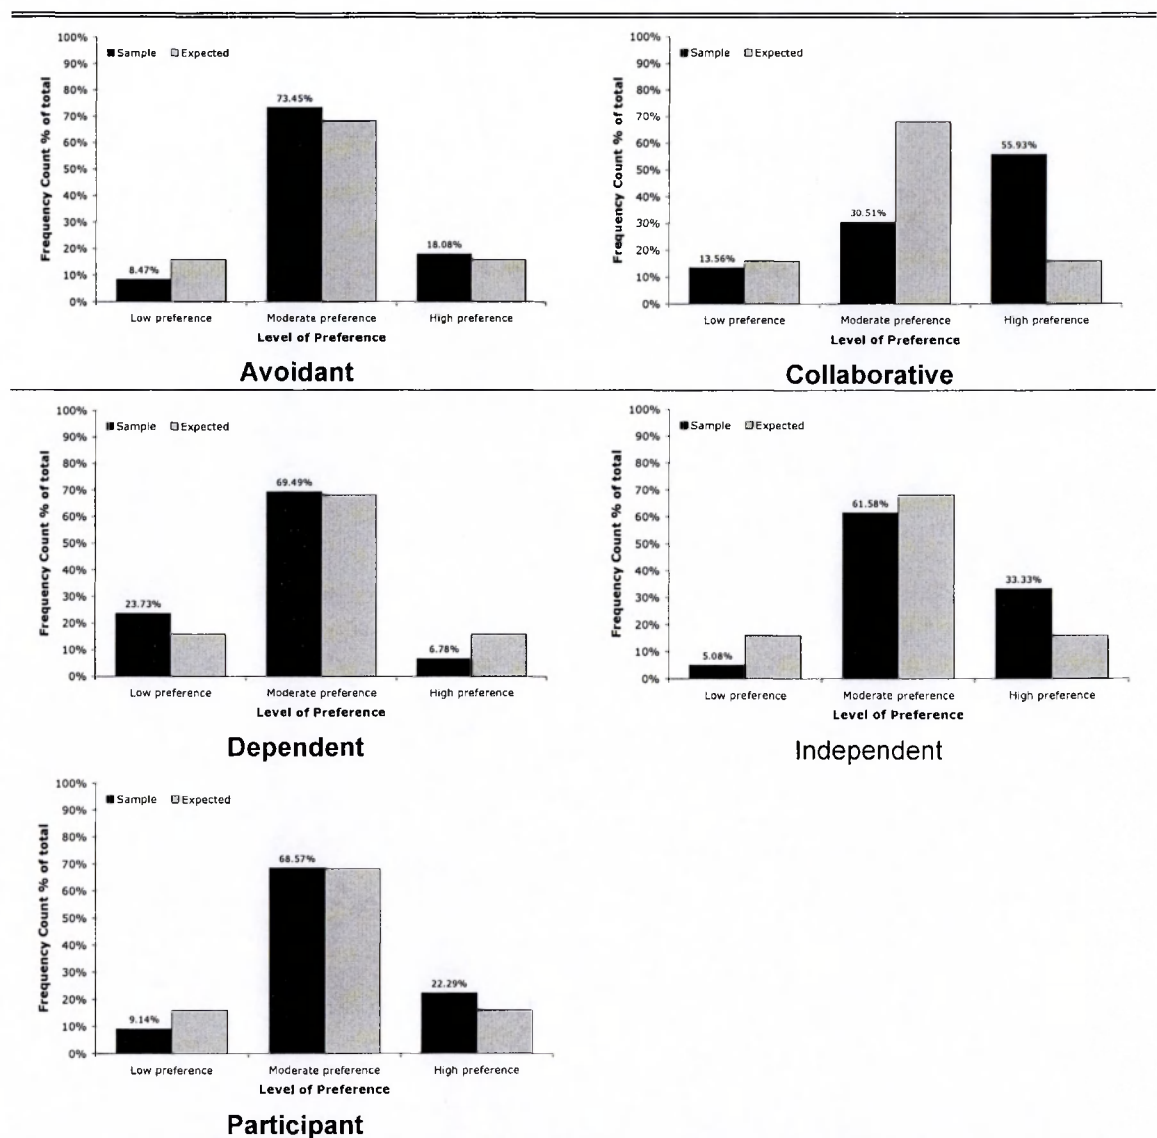 100%
90%
80%
70%
60%
50%
40%
30%
20%
10%
0%
Frequency Count % of total
Sample Expected
8.47%
73.45%
18.08%
Low preference Moderate preference High preference
Level of Preference
Avoidant
100%
90%
80%
70%
60%
50%
40%
30%
20%
10%
0%
Frequency Count % of total
Sample Expected
13.56%
30.51%
55.93%
Low preference Moderate preference High preference
Level of Preference
Collaborative
100%
90%
80%
70%
60%
50%
40%
30%
20%
10%
0%
Frequency Count % of total
Sample Expected
23.73%
69.49%
6.78%
Low preference Moderate preference High preference
Level of Preference
Dependent
100%
90%
80%
70%
60%
50%
40%
30%
20%
10%
0%
Frequency Count % of total
Sample Expected
5.08%
61.58%
33.33%
Low preference Moderate preference High preference
Level of Preference
Independent
100%
90%
80%
70%
60%
50%
40%
30%
20%
10%
0%
Frequency Count % of total
Sample Expected
9.14%
68.57%
22.29%
Low preference Moderate preference High preference
Level of Preference
Participant